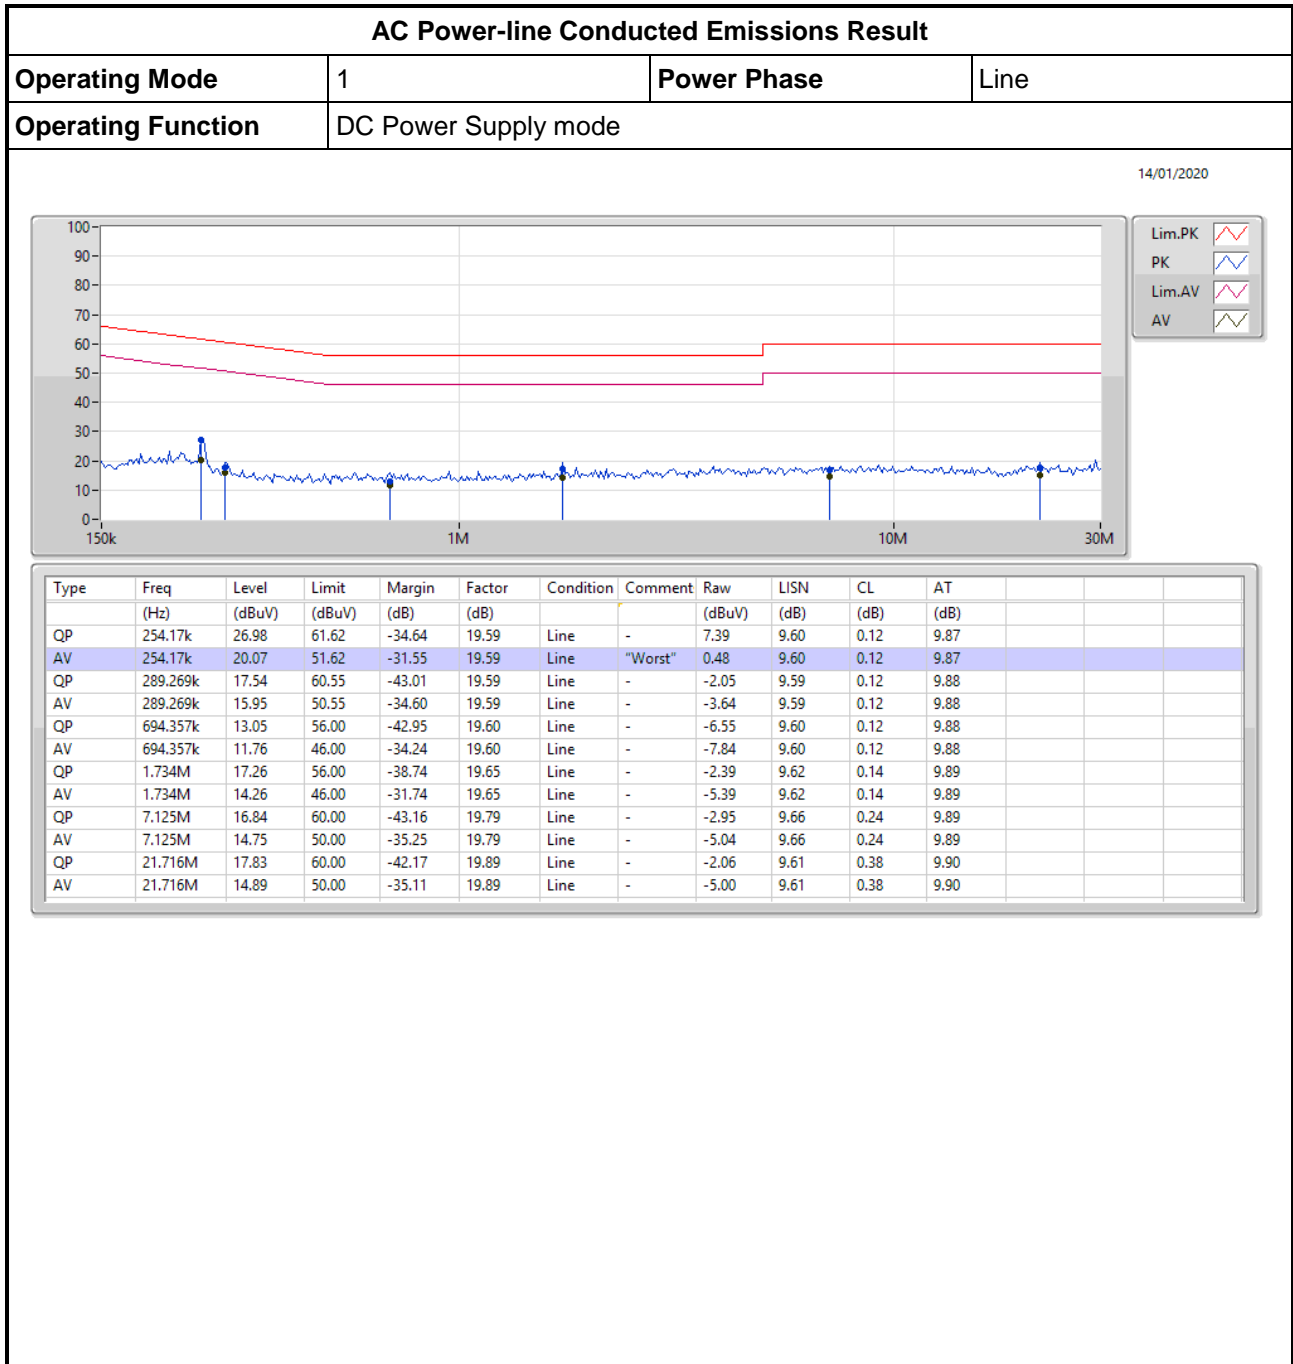 AC Power-line Conducted Emissions Result
Operating Mode 1 Power Phase Line
Operating Function DC Power Supply mode
14/01/2020
100
90
80
70
60
50
40
30
20
10
0
150k 1M 10M 30M
Lim.PK
PK
Lim.AV
AV
Type Freq Level Limit Margin Factor Condition Comment Raw LISN CL AT
(Hz) (dBuV) (dBuV) (dB) (dB) (dBuV) (dB) (dB) (dB)
QP 254.17k 26.98 61.62 -34.64 19.59 Line - 7.39 9.60 0.12 9.87
AV 254.17k 20.07 51.62 -31.55 19.59 Line "Worst" 0.48 9.60 0.12 9.87
QP 289.269k 17.54 60.55 -43.01 19.59 Line - -2.05 9.59 0.12 9.88
AV 289.269k 15.95 50.55 -34.60 19.59 Line - -3.64 9.59 0.12 9.88
QP 694.357k 13.05 56.00 -42.95 19.60 Line - -6.55 9.60 0.12 9.88
AV 694.357k 11.76 46.00 -34.24 19.60 Line - -7.84 9.60 0.12 9.88
QP 1.734M 17.26 56.00 -38.74 19.65 Line - -2.39 9.62 0.14 9.89
AV 1.734M 14.26 46.00 -31.74 19.65 Line - -5.39 9.62 0.14 9.89
QP 7.125M 16.84 60.00 -43.16 19.79 Line - -2.95 9.66 0.24 9.89
AV 7.125M 14.75 50.00 -35.25 19.79 Line - -5.04 9.66 0.24 9.89
QP 21.716M 17.83 60.00 -42.17 19.89 Line - -2.06 9.61 0.38 9.90
AV 21.716M 14.89 50.00 -35.11 19.89 Line - -5.00 9.61 0.38 9.90